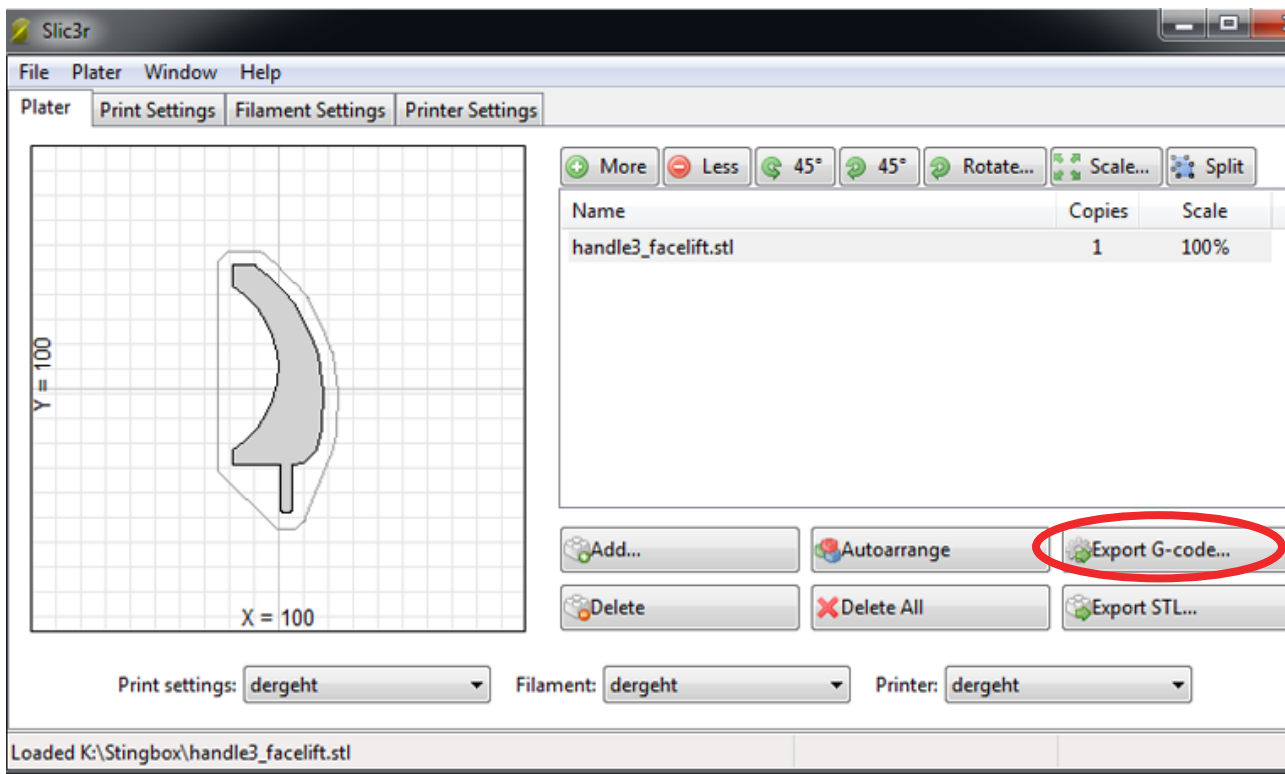 Slic3r
File Plater Window Help
Plater Print Settings Filament Settings Printer Settings
More Less 45° 45° Rotate... Scale... Split
Name Copies Scale
handle3_facelift.stl 1 100%
Y = 100
X = 100
Add... Autoarrange Export G-code...
Delete Delete All Export STL...
Print settings: dergeht Filament: dergeht Printer: dergeht
Loaded K:\Stingbox\handle3_facelift.stl